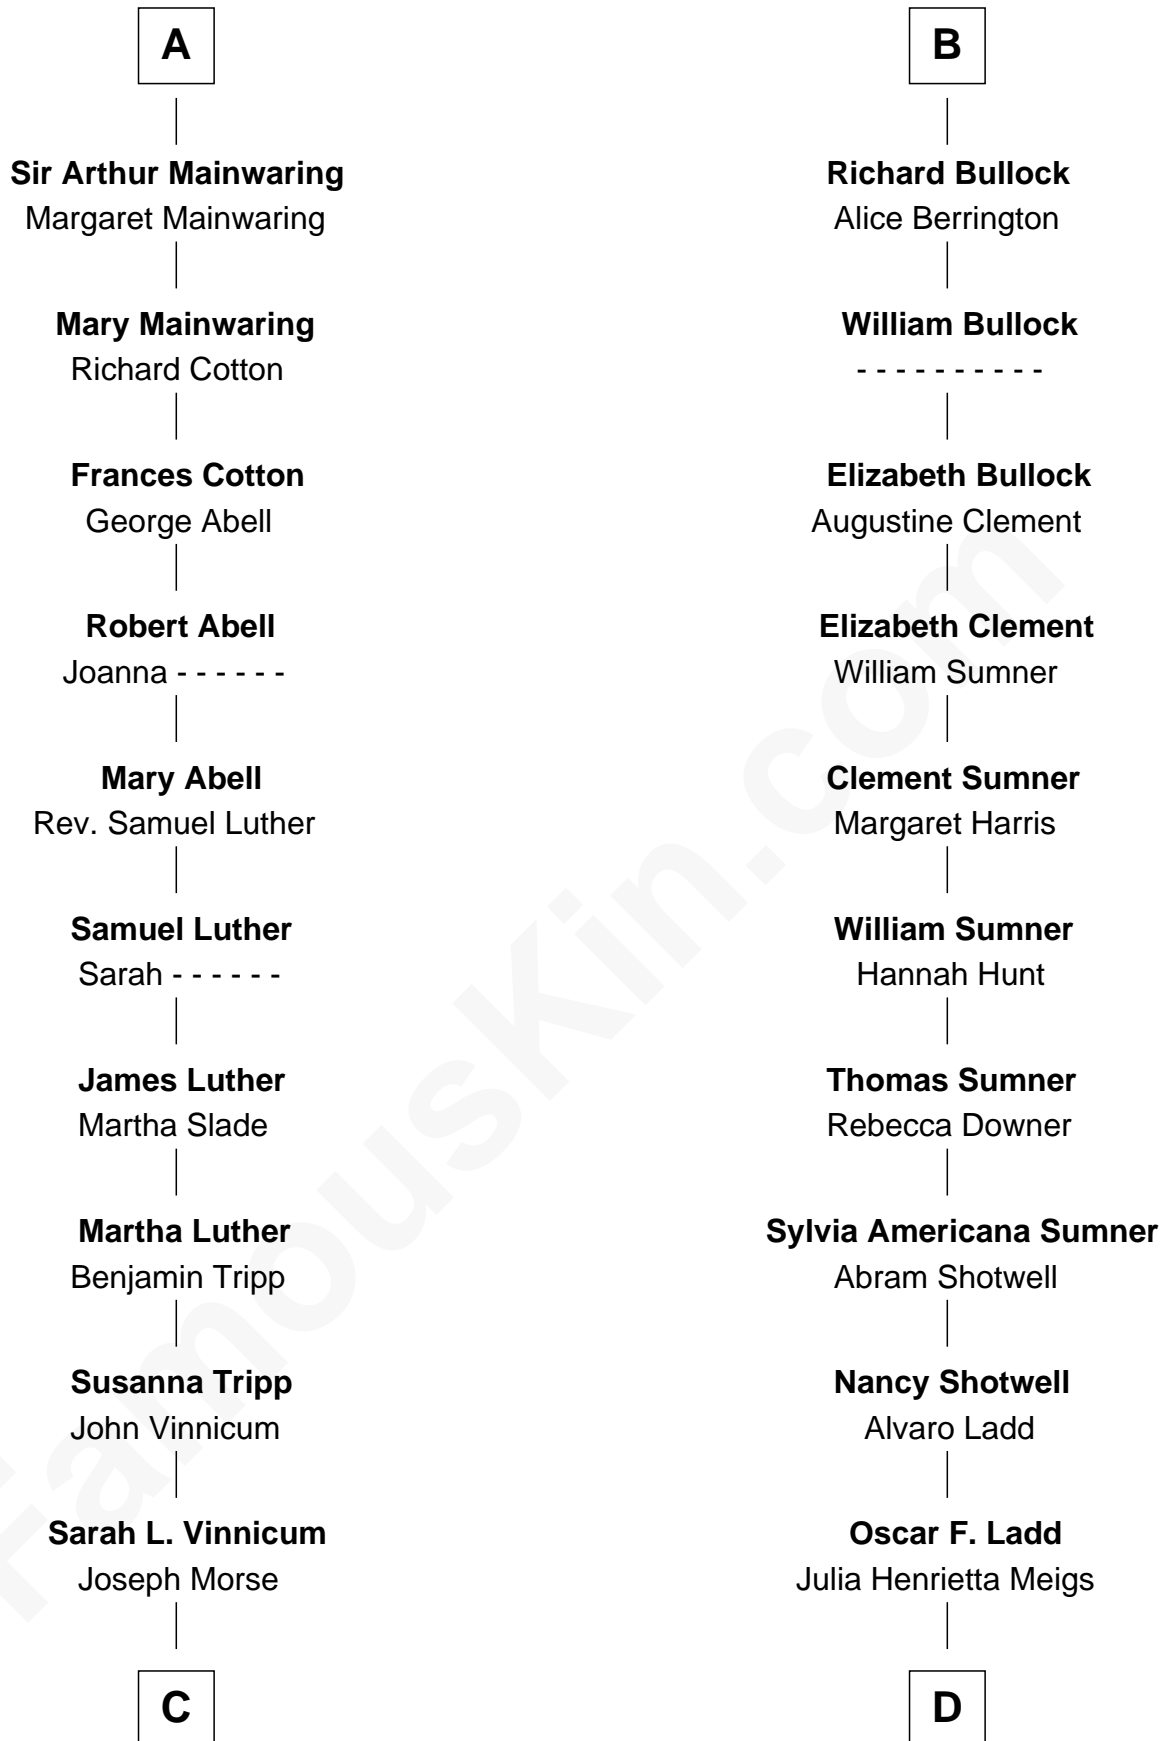 A
Sir Arthur Mainwaring
Margaret Mainwaring
Mary Mainwaring
Richard Cotton
Frances Cotton
George Abell
Robert Abell
Joanna - - - - - -
Mary Abell
Rev. Samuel Luther
Samuel Luther
Sarah - - - - - -
James Luther
Martha Slade
Martha Luther
Benjamin Tripp
Susanna Tripp
John Vinnicum
Sarah L. Vinnicum
Joseph Morse
C
B
Richard Bullock
Alice Berrington
William Bullock
- - - - - - - - - -
Elizabeth Bullock
Augustine Clement
Elizabeth Clement
William Sumner
Clement Sumner
Margaret Harris
William Sumner
Hannah Hunt
Thomas Sumner
Rebecca Downer
Sylvia Americana Sumner
Abram Shotwell
Nancy Shotwell
Alvaro Ladd
Oscar F. Ladd
Julia Henrietta Meigs
D
FamousKin.com